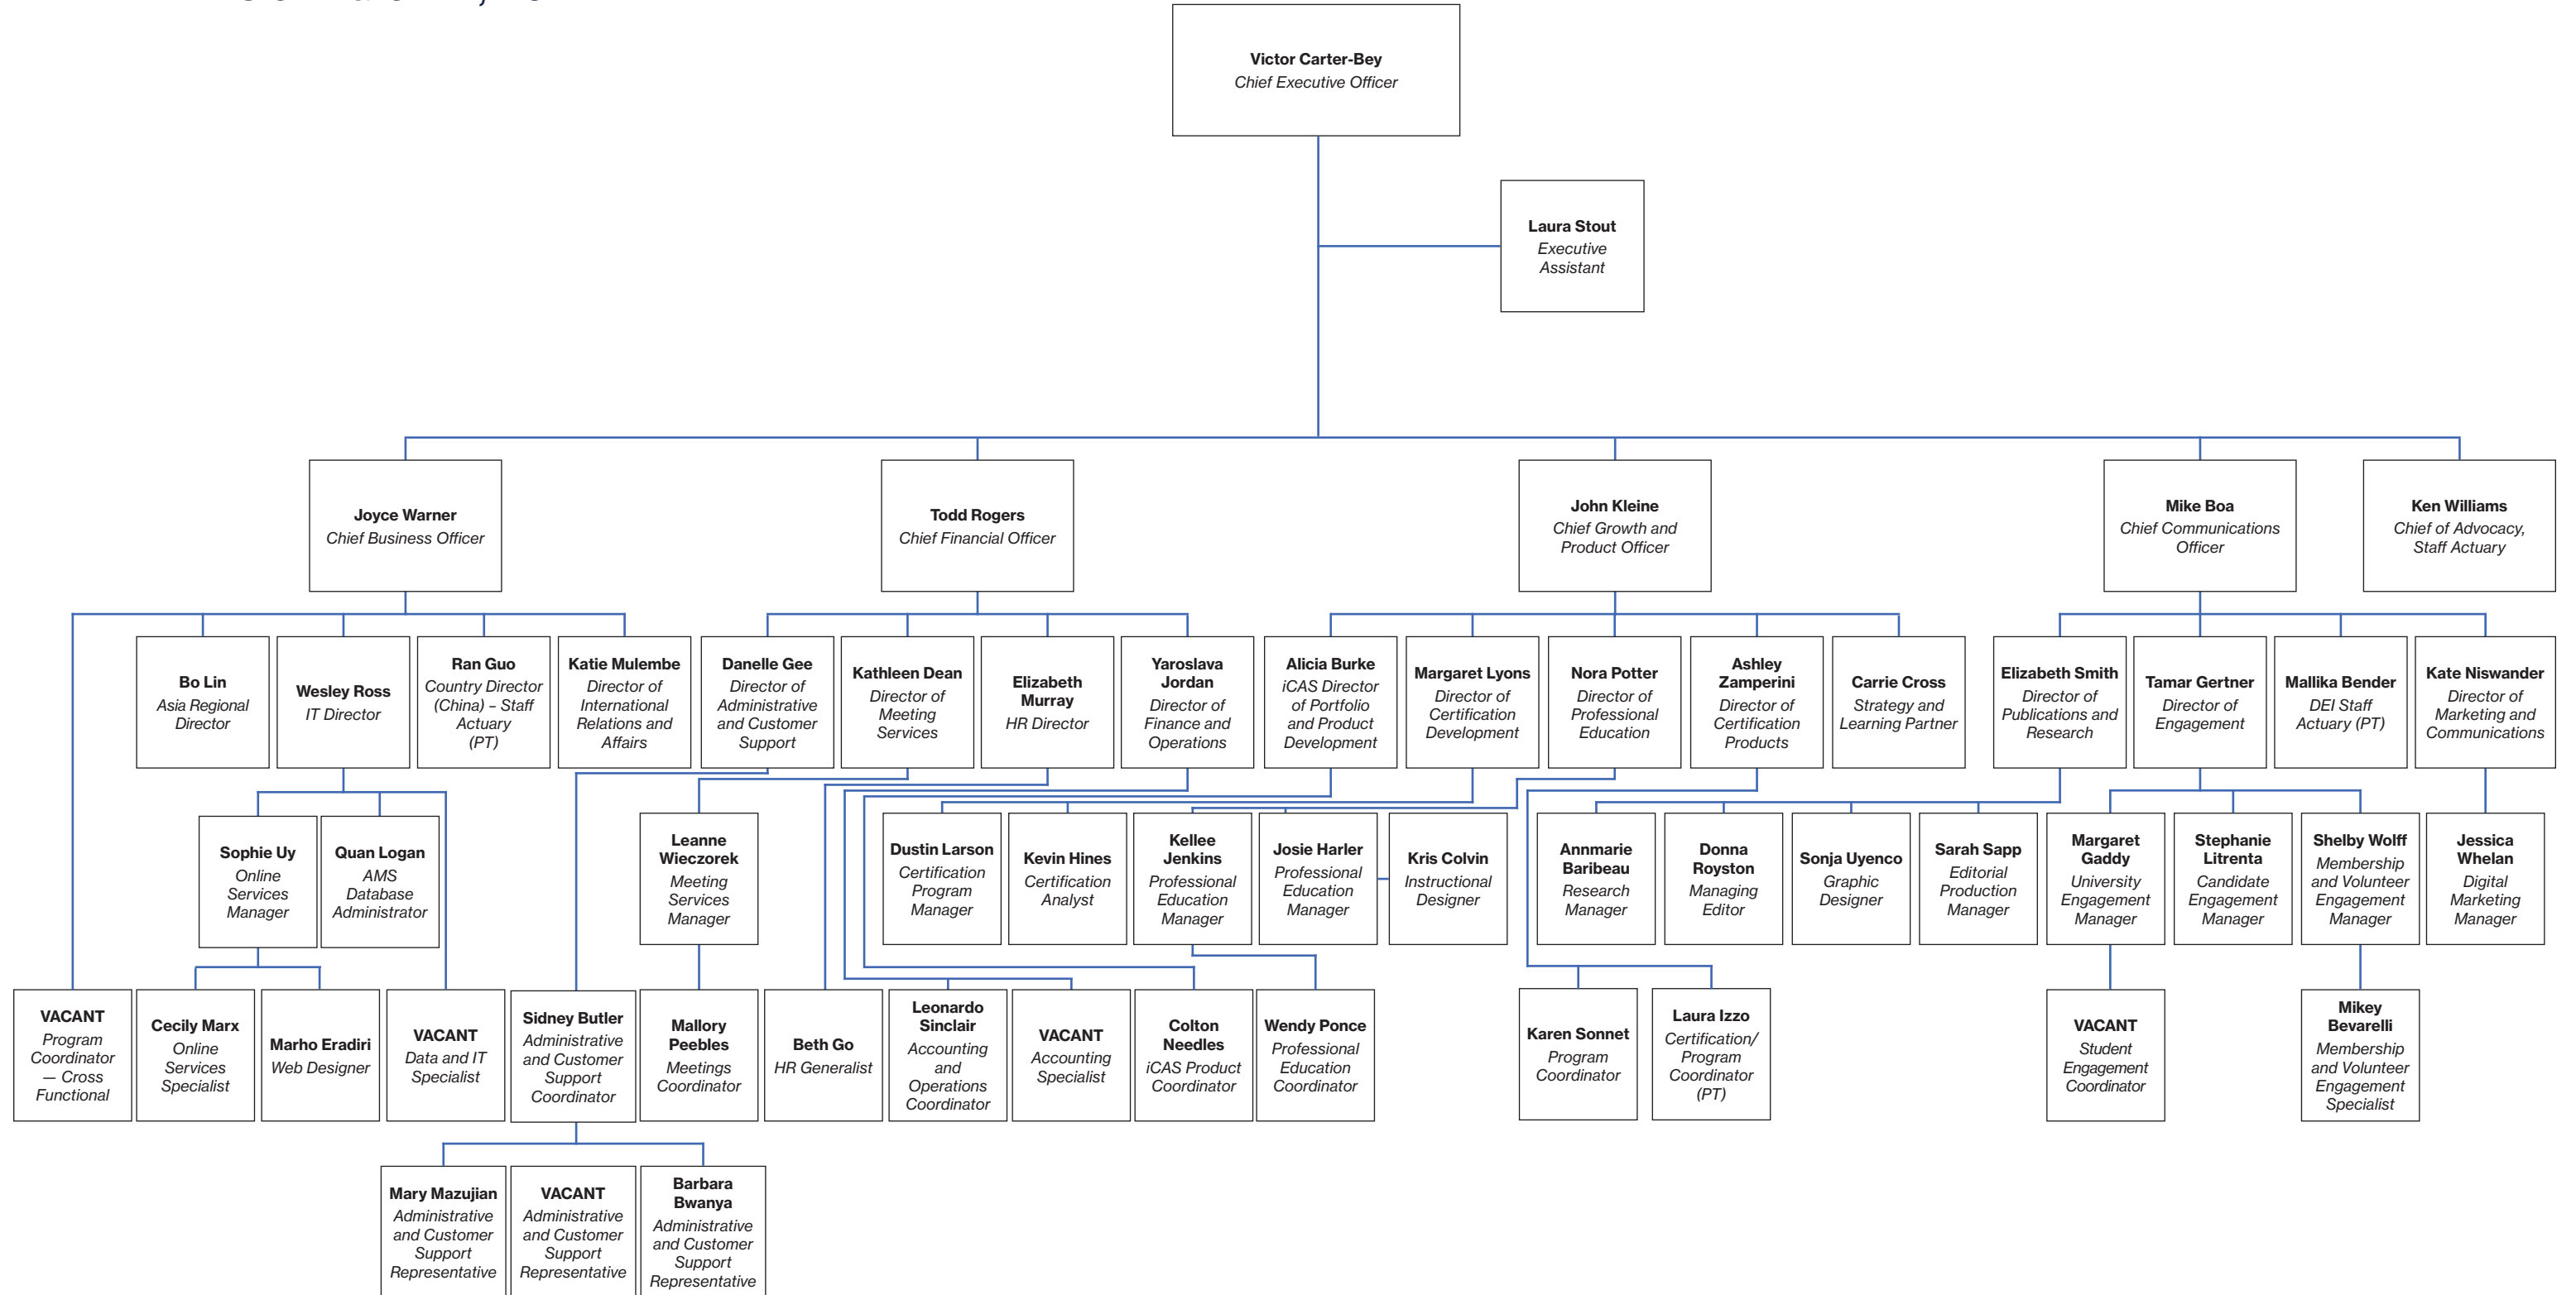 Victor Carter-Bey
Chief Executive Officer
Laura Stout
Executive
Assistant
Joyce Warner
Chief Business Officer
Todd Rogers
Chief Financial Officer
John Kleine
Chief Growth and
Product Officer
Mike Boa
Chief Communications
Officer
Ken Williams
Chief of Advocacy,
Staff Actuary
Bo Lin
Asia Regional
Director
Wesley Ross
IT Director
Ran Guo
Country Director
(China) – Staff
Actuary
(PT)
Katie Mulembe
Director of
International
Relations and
Affairs
Danelle Gee
Director of
Administrative
and Customer
Support
Kathleen Dean
Director of
Meeting
Services
Elizabeth
Murray
HR Director
Yaroslava
Jordan
Director of
Finance and
Operations
Alicia Burke
iCAS Director
of Portfolio
and Product
Development
Margaret Lyons
Director of
Certification
Development
Nora Potter
Director of
Professional
Education
Ashley
Zamperini
Director of
Certification
Products
Carrie Cross
Strategy and
Learning Partner
Elizabeth Smith
Director of
Publications and
Research
Tamar Gertner
Director of
Engagement
Mallika Bender
DEI Staff
Actuary (PT)
Kate Niswander
Director of
Marketing and
Communications
Sophie Uy
Online
Services
Manager
Quan Logan
AMS
Database
Administrator
Leanne
Wieczorek
Meeting
Services
Manager
Dustin Larson
Certification
Program
Manager
Kevin Hines
Certification
Analyst
Kellee
Jenkins
Professional
Education
Manager
Josie Harler
Professional
Education
Manager
Kris Colvin
Instructional
Designer
Annmarie
Baribeau
Research
Manager
Donna
Royston
Managing
Editor
Sonja Uyenco
Graphic
Designer
Sarah Sapp
Editorial
Production
Manager
Margaret
Gaddy
University
Engagement
Manager
Stephanie
Litrenta
Candidate
Engagement
Manager
Shelby Wolff
Membership
and Volunteer
Engagement
Manager
Jessica
Whelan
Digital
Marketing
Manager
VACANT
Program
Coordinator
— Cross
Functional
Cecily Marx
Online
Services
Specialist
Marho Eradiri
Web Designer
VACANT
Data and IT
Specialist
Sidney Butler
Administrative
and Customer
Support
Coordinator
Mallory
Peebles
Meetings
Coordinator
Beth Go
HR Generalist
Leonardo
Sinclair
Accounting
and
Operations
Coordinator
VACANT
Accounting
Specialist
Colton
Needles
iCAS Product
Coordinator
Wendy Ponce
Professional
Education
Coordinator
Karen Sonnet
Program
Coordinator
Laura Izzo
Certification/
Program
Coordinator
(PT)
VACANT
Student
Engagement
Coordinator
Mikey
Bevarelli
Membership
and Volunteer
Engagement
Specialist
Mary Mazujian
Administrative
and Customer
Support
Representative
VACANT
Administrative
and Customer
Support
Representative
Barbara
Bwanya
Administrative
and Customer
Support
Representative